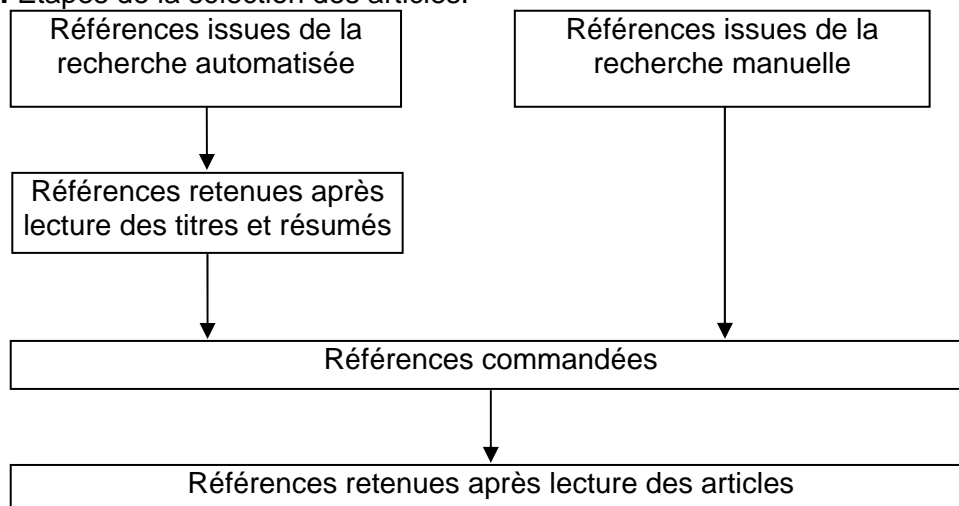 . Etapes de la sélection des articles.
Références issues de la
recherche automatisée
Références issues de la
recherche manuelle
Références retenues après
lecture des titres et résumés
Références commandées
Références retenues après lecture des articles